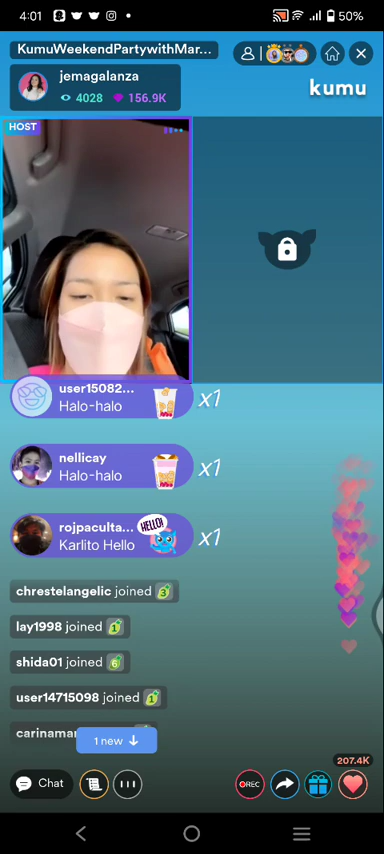 4:01
50%
KumuWeekendPartywithMar...
jemagalanza
4028 156.9K
kumu
HOST
user15082...
Halo-halo
x1
nellicay
Halo-halo
x1
HELLO!
rojpaculta...
Karlito Hello
x1
chrestelangelic joined 3
lay1998 joined 1
shida01 joined 6
user14715098 joined 1
1 new
207.4K
Chat
REC